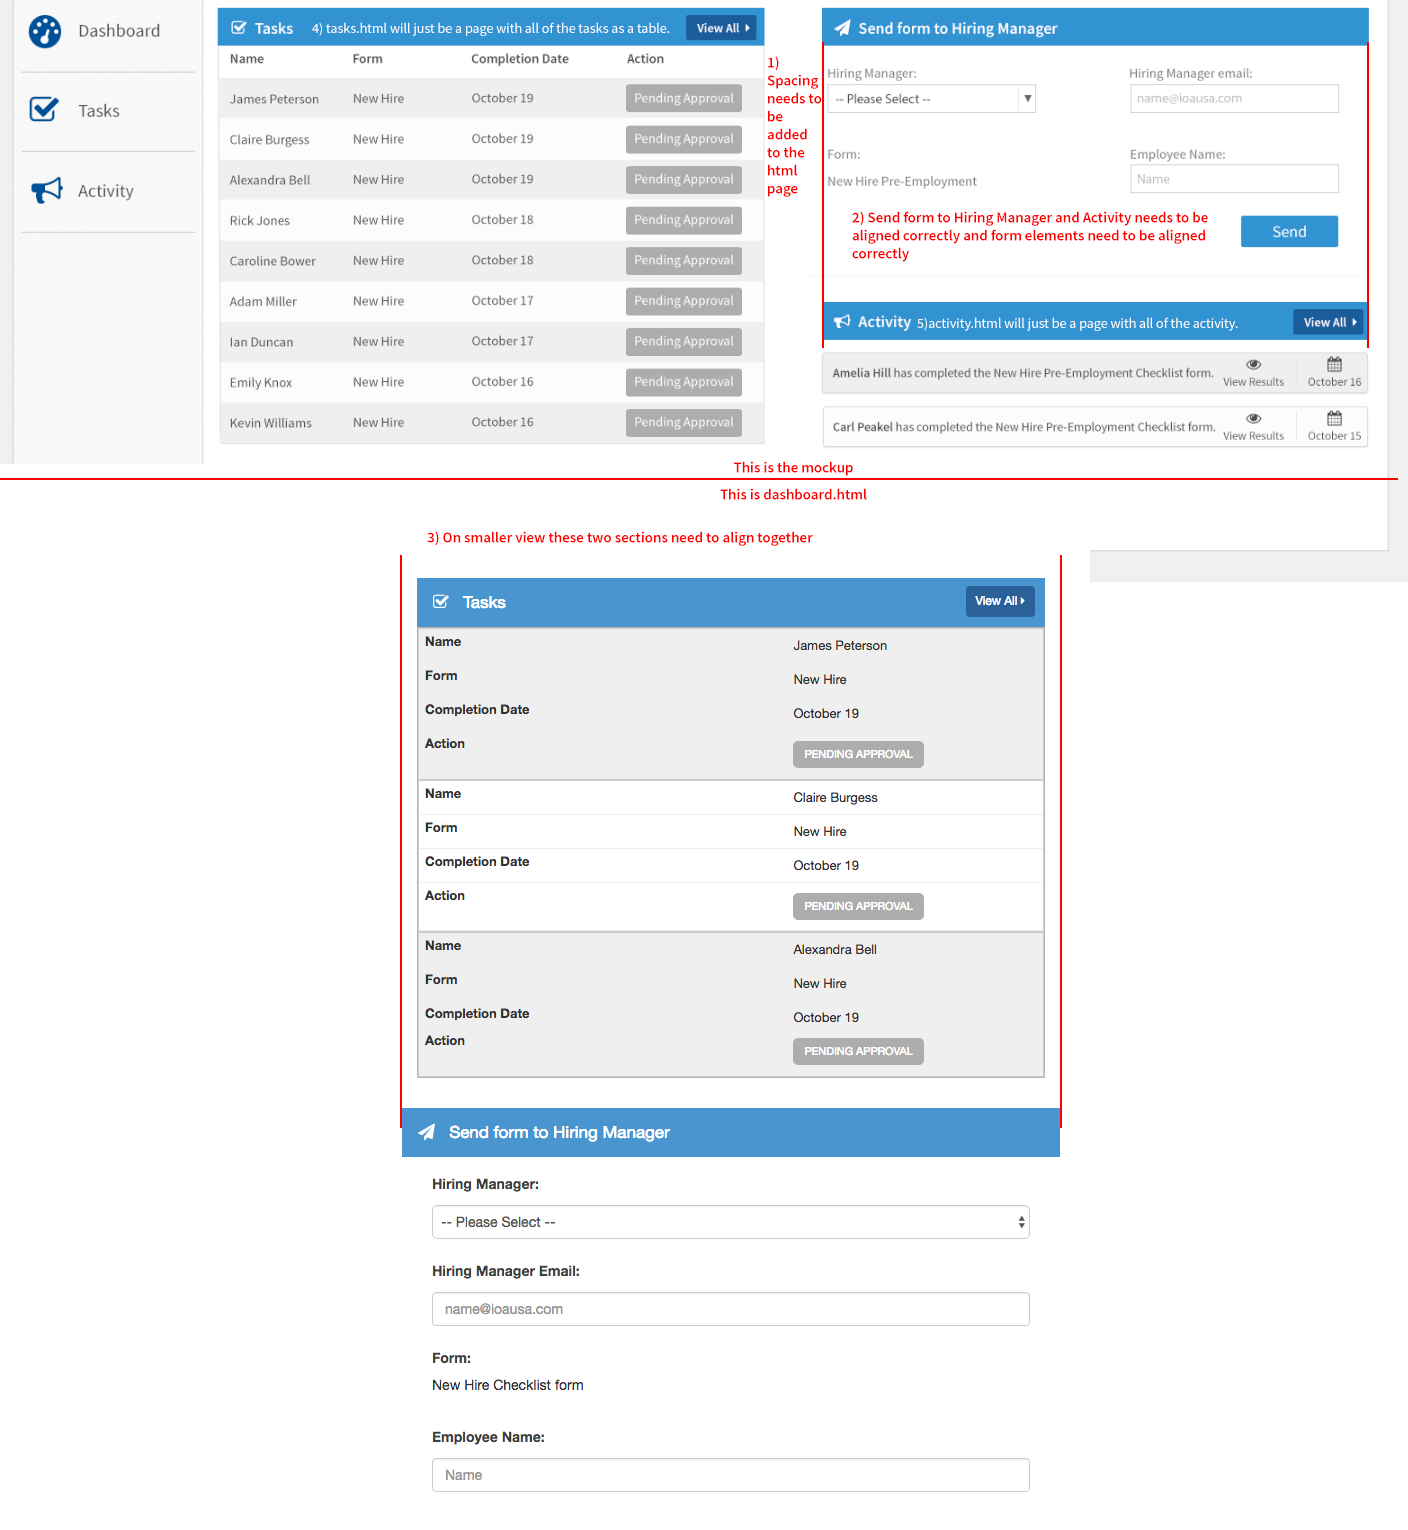 Dashboard
Tasks
Activity
Tasks 4) tasks.html will just be a page with all of the tasks as a table. View All
Name Form Completion Date Action
James Peterson New Hire October 19 Pending Approval
Claire Burgess New Hire October 19 Pending Approval
Alexandra Bell New Hire October 19 Pending Approval
Rick Jones New Hire October 18 Pending Approval
Caroline Bower New Hire October 18 Pending Approval
Adam Miller New Hire October 17 Pending Approval
Ian Duncan New Hire October 17 Pending Approval
Emily Knox New Hire October 16 Pending Approval
Kevin Williams New Hire October 16 Pending Approval
1)
Spacing
needs to
be
added
to the
html
page
Send form to Hiring Manager
Hiring Manager: Hiring Manager email:
-- Please Select -- name@ioausa.com
Form: Employee Name:
New Hire Pre-Employment Name
2) Send form to Hiring Manager and Activity needs to be
aligned correctly and form elements need to be aligned
correctly
Send
Activity 5)activity.html will just be a page with all of the activity. View All
Amelia Hill has completed the New Hire Pre-Employment Checklist form. View Results October 16
Carl Peakel has completed the New Hire Pre-Employment Checklist form. View Results October 15
This is the mockup
This is dashboard.html
3) On smaller view these two sections need to align together
Tasks View All
Name James Peterson
Form New Hire
Completion Date October 19
Action PENDING APPROVAL
Name Claire Burgess
Form New Hire
Completion Date October 19
Action PENDING APPROVAL
Name Alexandra Bell
Form New Hire
Completion Date October 19
Action PENDING APPROVAL
Send form to Hiring Manager
Hiring Manager:
-- Please Select --
Hiring Manager Email:
name@ioausa.com
Form:
New Hire Checklist form
Employee Name:
Name